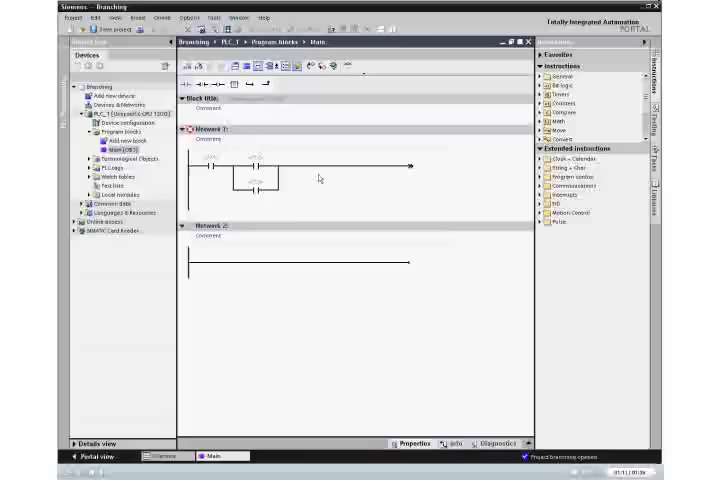 Siemens - Branching
Project Edit View Insert Online Options Tools Window Help
Totally Integrated Automation
PORTAL
Save project
Branching ▸ PLC_1 ▸ Program blocks ▸ Main
Devices
Branching
Add new device
Devices & Networks
Device configuration
Program blocks
Add new block
Main [OB1]
Technological Objects
PLC tags
Watch tables
Text lists
Local modules
Common data
Languages & Resources
Online access
SIMATIC Card Reader
Block title:
Comment
Network 1:
Comment
Network 2:
Comment
Favorites
Instructions
General
Bit logic
Timers
Counters
Compare
Math
Move
Convert
Extended instructions
Clock + Calendar
String + Char
Program control
Communications
Interrupts
PID
Motion Control
Pulse
Instructions
Testing
Tasks
Libraries
Details view
Properties Info Diagnostics
Portal view Overview Main
Project Branching opened